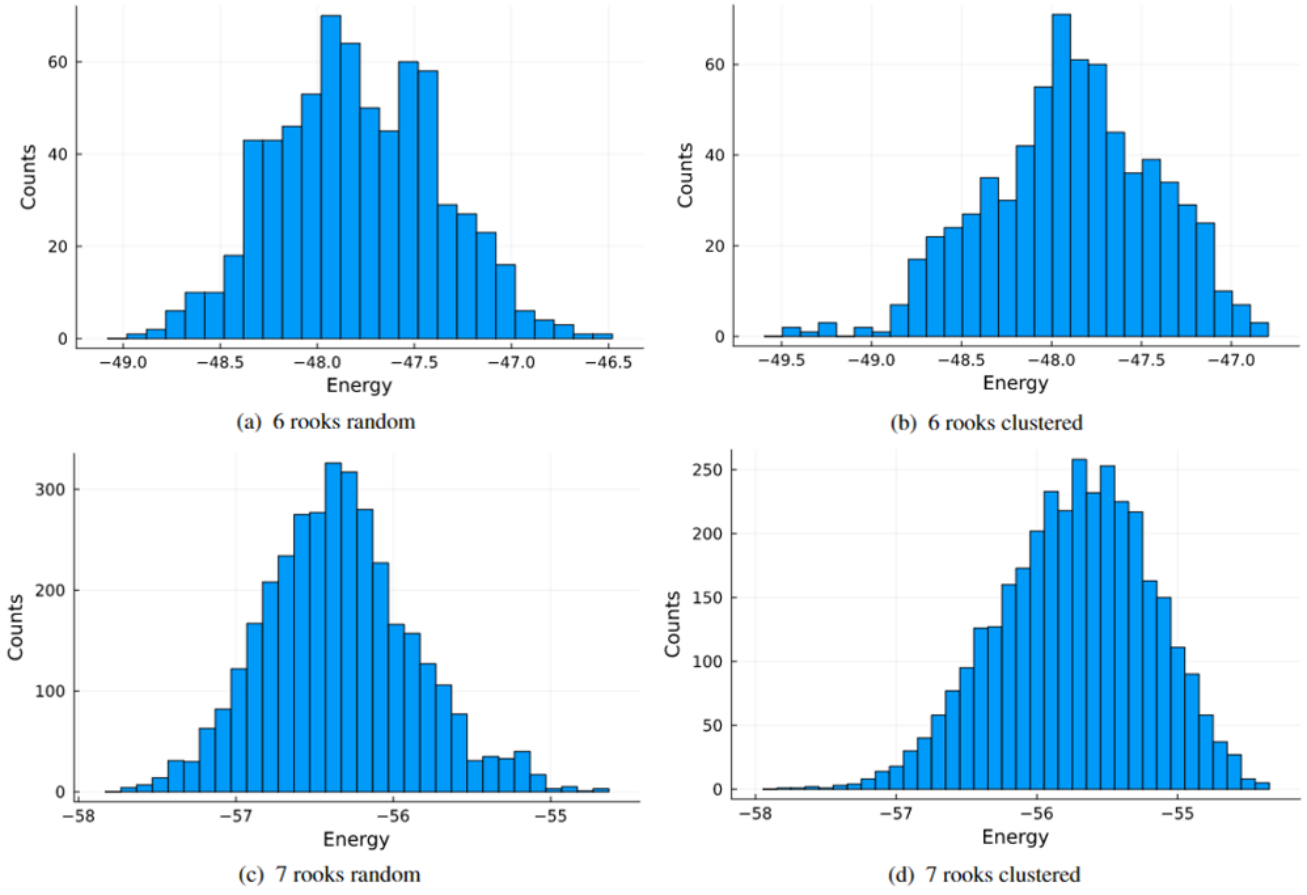 60
40
20
0
Counts
−49.0 −48.5 −48.0 −47.5 −47.0 −46.5
Energy
(a) 6 rooks random
60
40
20
0
Counts
−49.5 −49.0 −48.5 −48.0 −47.5 −47.0
Energy
(b) 6 rooks clustered
300
200
100
0
Counts
−58 −57 −56 −55
Energy
(c) 7 rooks random
250
200
150
100
50
0
Counts
−58 −57 −56 −55
Energy
(d) 7 rooks clustered